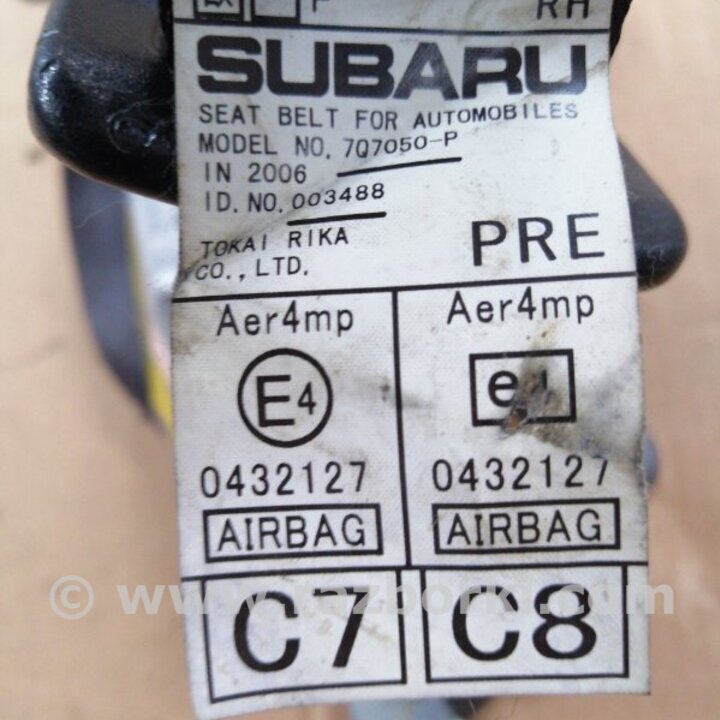 RH
SUBARU
SEAT BELT FOR AUTOMOBILES
MODEL NO. 7Q7050-P
IN 2006
ID. NO. 003488
TOKAI RIKA
CO., LTD.
PRE
Aer4mp Aer4mp
E4
0432127 0432127
AIRBAG AIRBAG
C7 C8